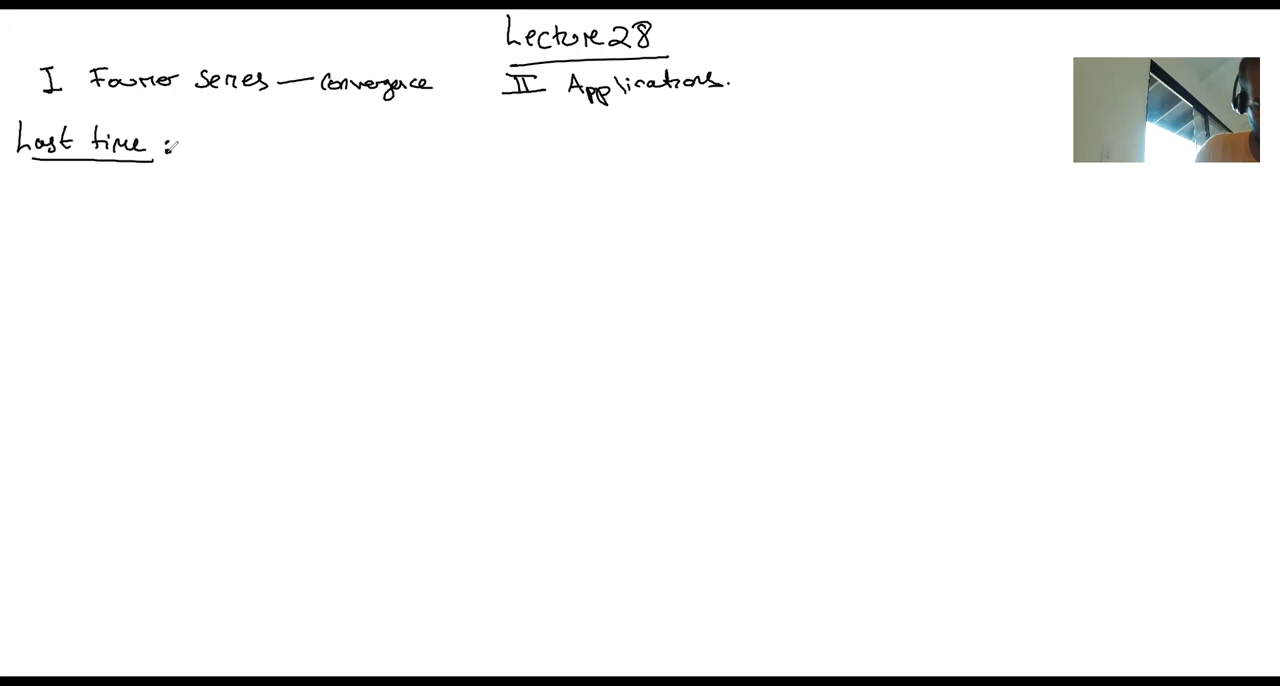 Lecture 28
I Fourier Series — Convergence II Applications.
Last time :